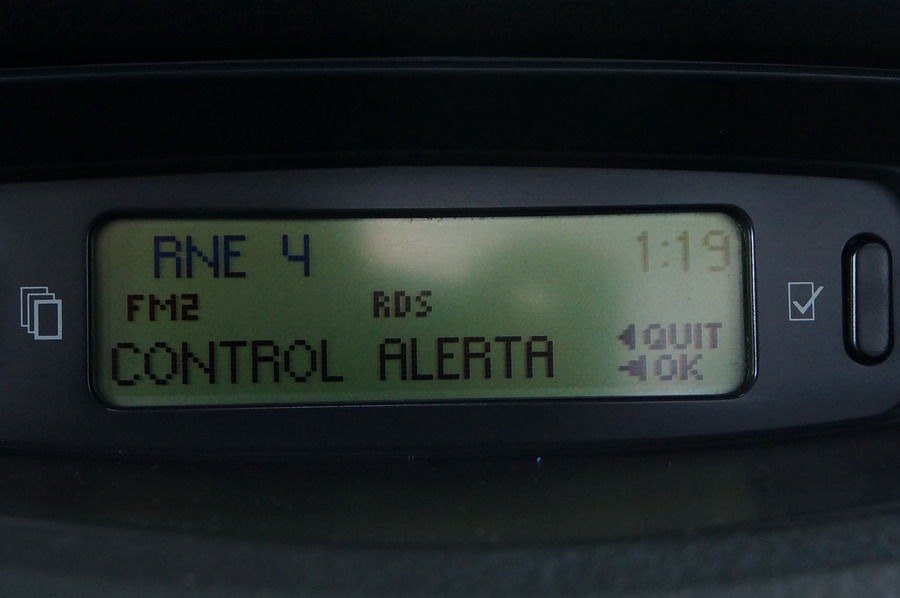 RNE 4 1:19
FM2 RDS
QUIT
CONTROL ALERTA OK